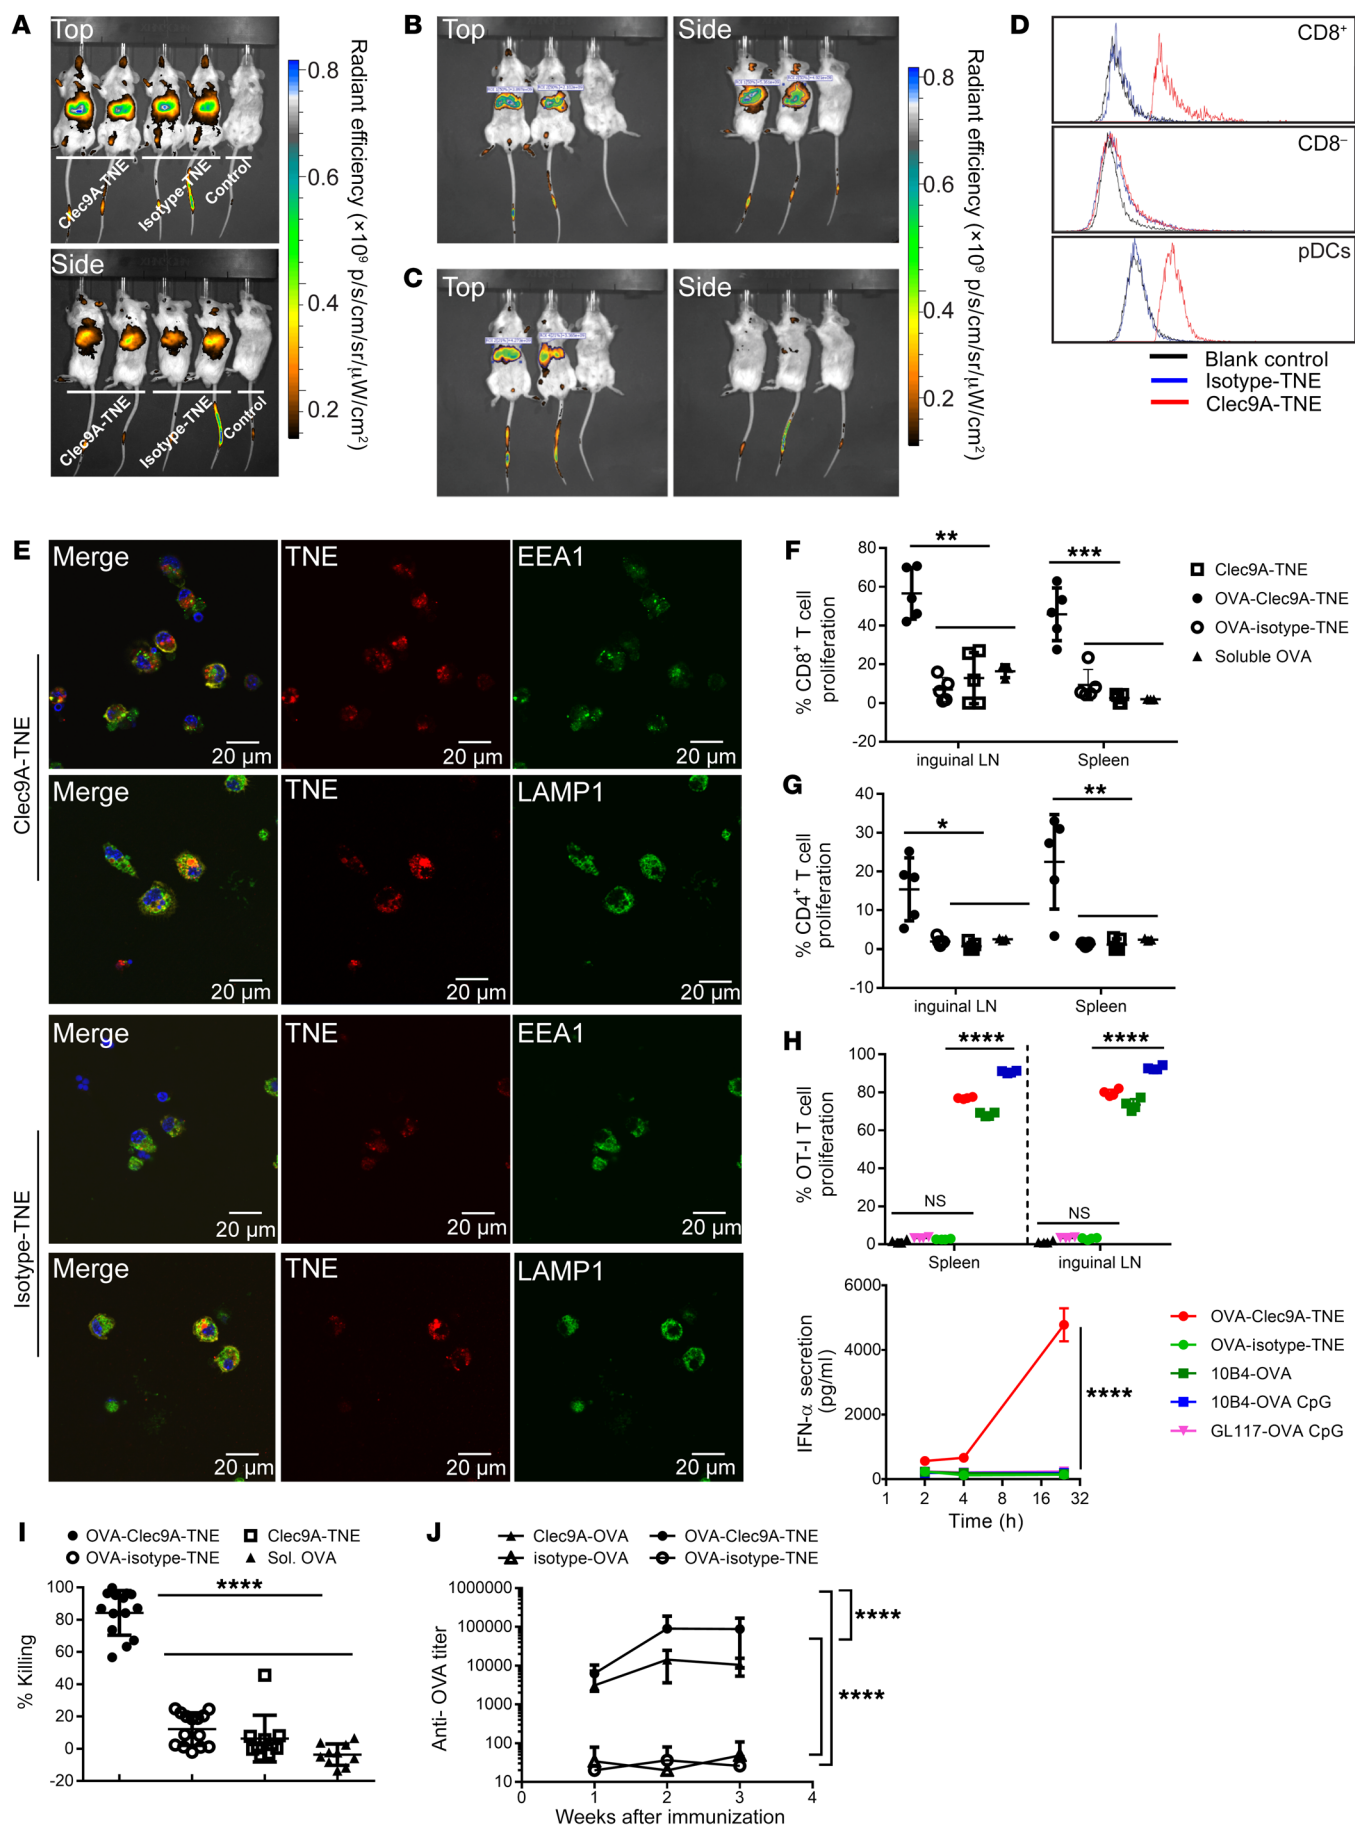 A
Top
Clec9A-TNE
Isotype-TNE
Control
Side
Clec9A-TNE
Isotype-TNE
Control
0.8
0.6
0.4
0.2
Radiant efficiency (×10⁹ p/s/cm/sr/µW/cm²)
B
Top
Side
C
Top
Side
0.8
0.6
0.4
0.2
Radiant efficiency (×10⁹ p/s/cm/sr/µW/cm²)
D
CD8⁺
CD8⁻
pDCs
Blank control
Isotype-TNE
Clec9A-TNE
E
Clec9A-TNE
Merge
TNE
EEA1
20 µm
20 µm
20 µm
Merge
TNE
LAMP1
20 µm
20 µm
20 µm
Isotype-TNE
Merge
TNE
EEA1
20 µm
20 µm
20 µm
Merge
TNE
LAMP1
20 µm
20 µm
20 µm
F
% CD8⁺ T cell
proliferation
80
60
40
20
0
-20
**
***
inguinal LN
Spleen
Clec9A-TNE
OVA-Clec9A-TNE
OVA-isotype-TNE
Soluble OVA
G
% CD4⁺ T cell
proliferation
40
30
20
10
0
-10
*
**
inguinal LN
Spleen
H
% OT-I T cell
proliferation
100
80
60
40
20
0
****
****
NS
NS
Spleen
inguinal LN
IFN-α secretion
(pg/ml)
6000
4000
2000
0
1
2
4
8
16
32
Time (h)
****
OVA-Clec9A-TNE
OVA-isotype-TNE
10B4-OVA
10B4-OVA CpG
GL117-OVA CpG
I
OVA-Clec9A-TNE
Clec9A-TNE
OVA-isotype-TNE
Sol. OVA
% Killing
100
80
60
40
20
0
-20
****
J
Clec9A-OVA
OVA-Clec9A-TNE
isotype-OVA
OVA-isotype-TNE
Anti- OVA titer
1000000
100000
10000
1000
100
10
0
1
2
3
4
Weeks after immunization
****
****